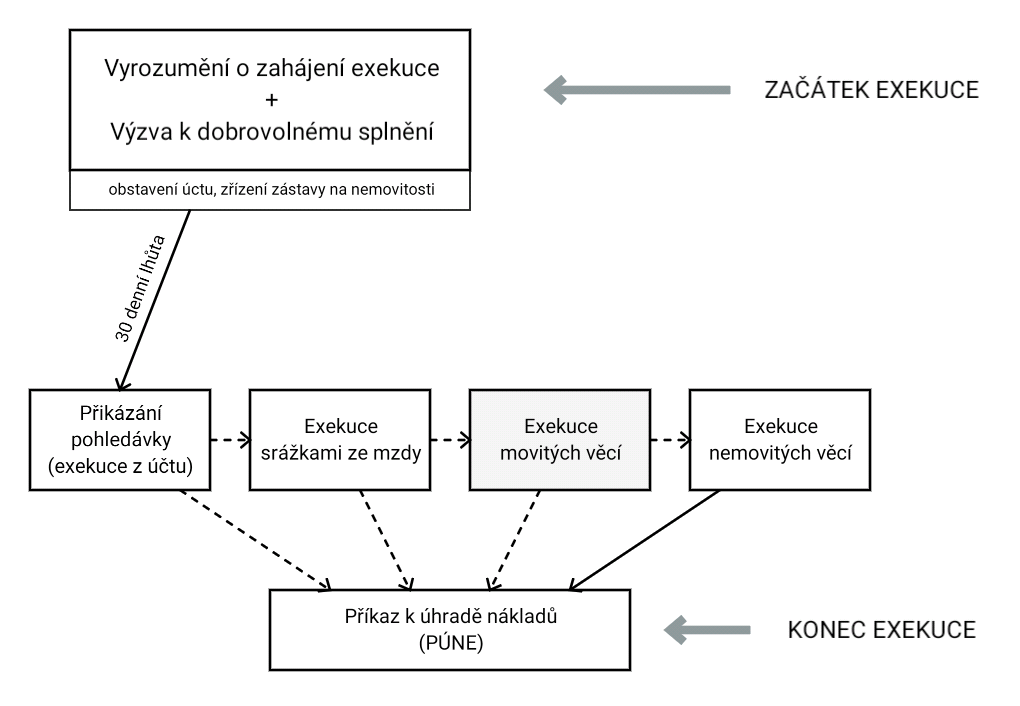 Vyrozumění o zahájení exekuce
+
Výzva k dobrovolnému splnění
ZAČÁTEK EXEKUCE
obstavení úctu, zřízení zástavy na nemovitosti
30 denní lhůta
Přikázání
pohledávky
(exekuce z účtu)
Exekuce
srážkami ze mzdy
Exekuce
movitých věcí
Exekuce
nemovitých věcí
Příkaz k úhradě nákladů
(PÚNE)
KONEC EXEKUCE